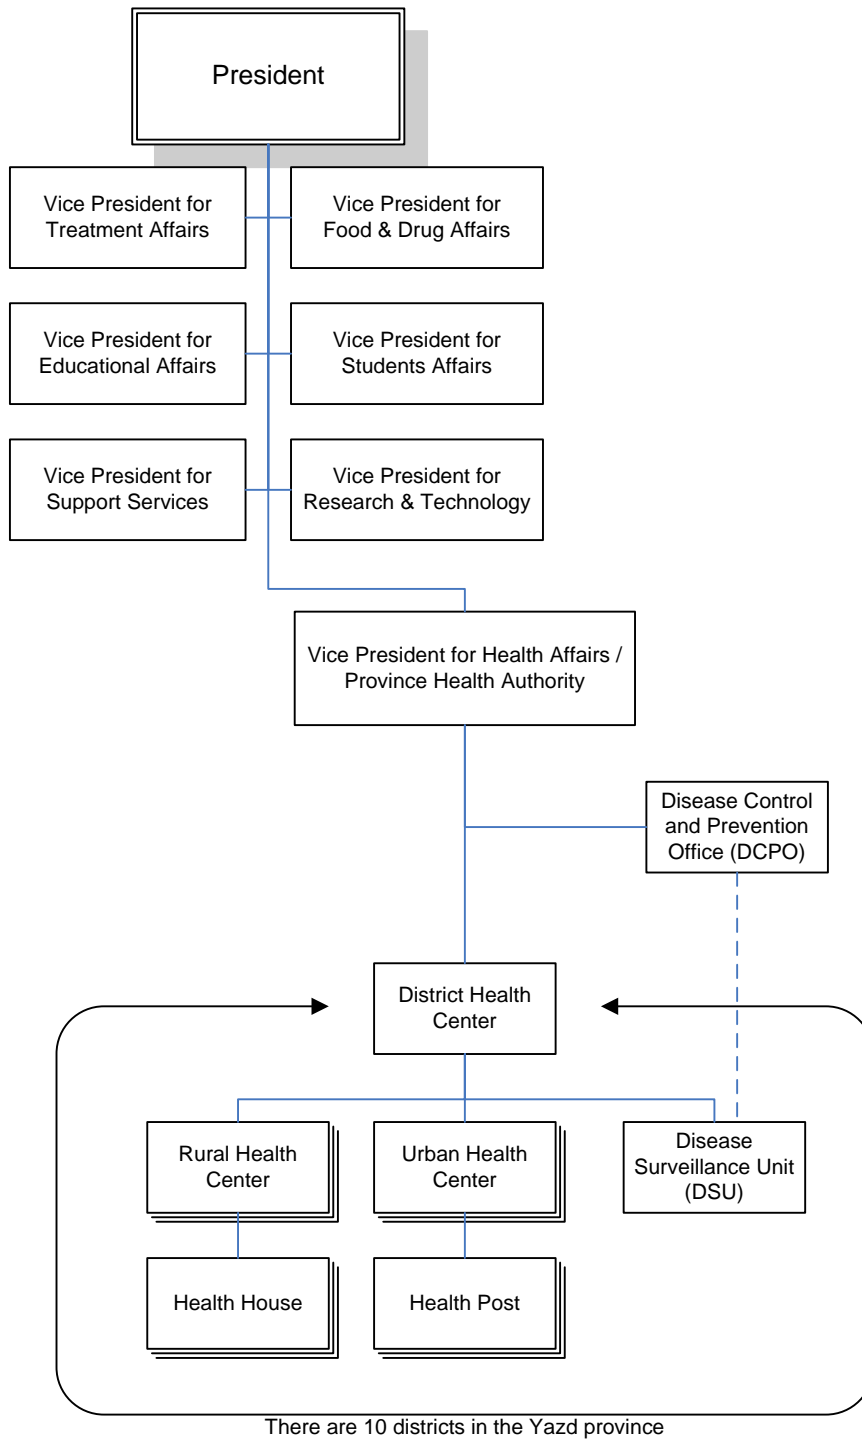 President
Vice President for
Treatment Affairs
Vice President for
Food & Drug Affairs
Vice President for
Educational Affairs
Vice President for
Students Affairs
Vice President for
Support Services
Vice President for
Research & Technology
Vice President for Health Affairs /
Province Health Authority
Disease Control
and Prevention
Office (DCPO)
District Health
Center
Rural Health
Center
Urban Health
Center
Disease
Surveillance Unit
(DSU)
Health House
Health Post
There are 10 districts in the Yazd province